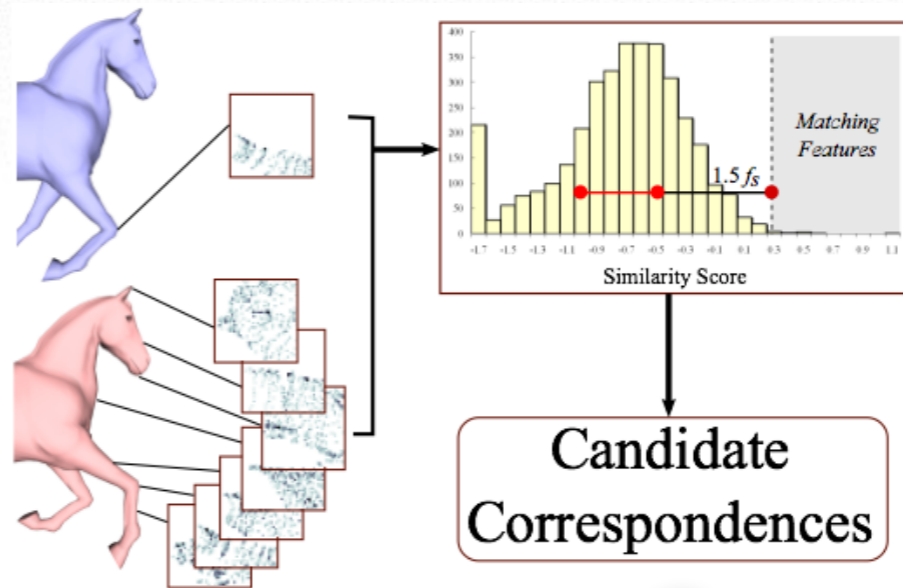 400
350
300
250
200
150
100
50
0
-1.7 -1.5 -1.3 -1.1 -0.9 -0.7 -0.5 -0.3 -0.1 0.1 0.3 0.5 0.7 0.9 1.1
Matching
Features
1.5 fs
Similarity Score
Candidate
Correspondences